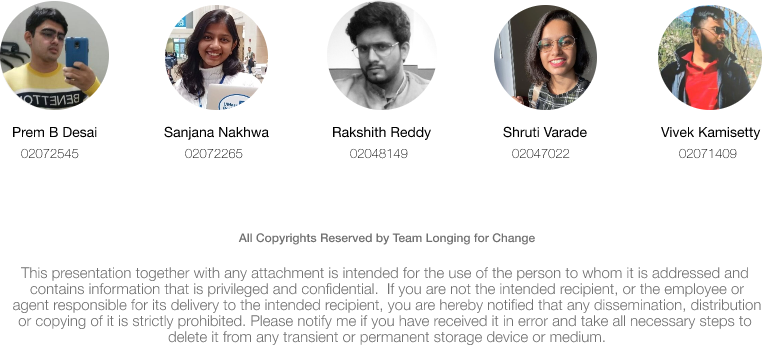 BENETTON
Prem B Desai
Sanjana Nakhwa
Rakshith Reddy
Shruti Varade
Vivek Kamisetty
02072545
02072265
02048149
02047022
02071409
All Copyrights Reserved by Team Longing for Change
This presentation together with any attachment is intended for the use of the person to whom it is addressed and
contains information that is privileged and confidential.  If you are not the intended recipient, or the employee or
agent responsible for its delivery to the intended recipient, you are hereby notified that any dissemination, distribution
or copying of it is strictly prohibited. Please notify me if you have received it in error and take all necessary steps to
delete it from any transient or permanent storage device or medium.